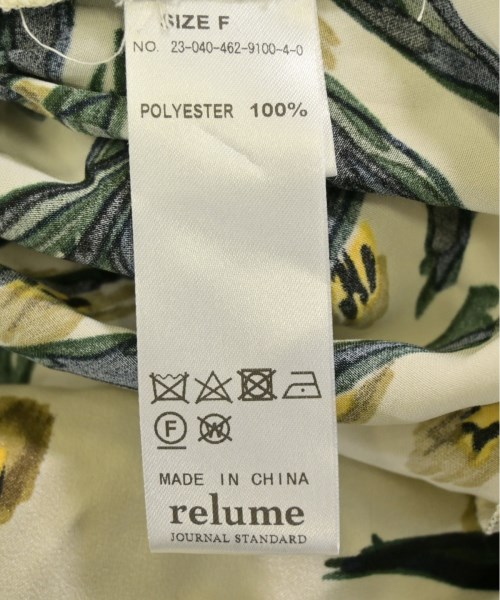 SIZE F
NO. 23-040-462-9100-4-0
POLYESTER 100%
F W
MADE IN CHINA
relume
JOURNAL STANDARD